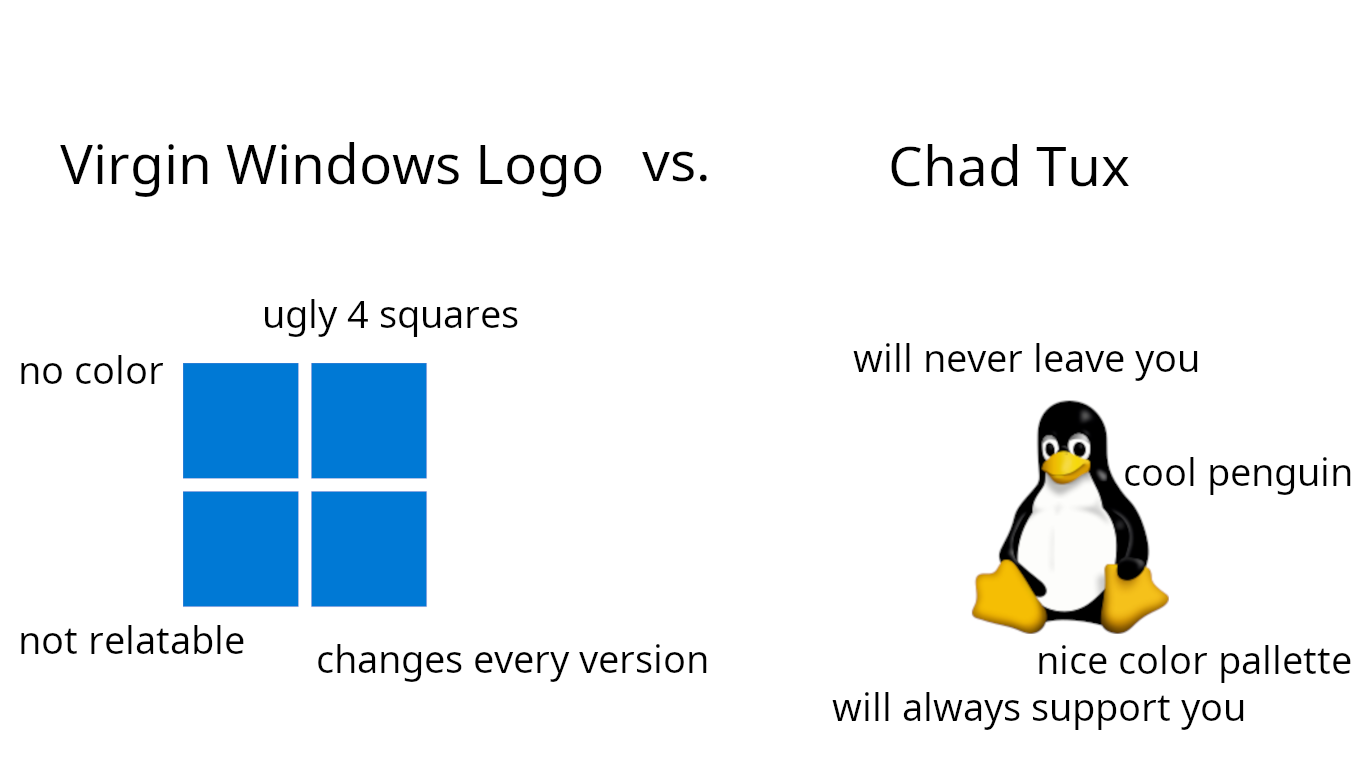 Virgin Windows Logo vs. Chad Tux
ugly 4 squares
no color
not relatable
changes every version
will never leave you
cool penguin
nice color pallette
will always support you